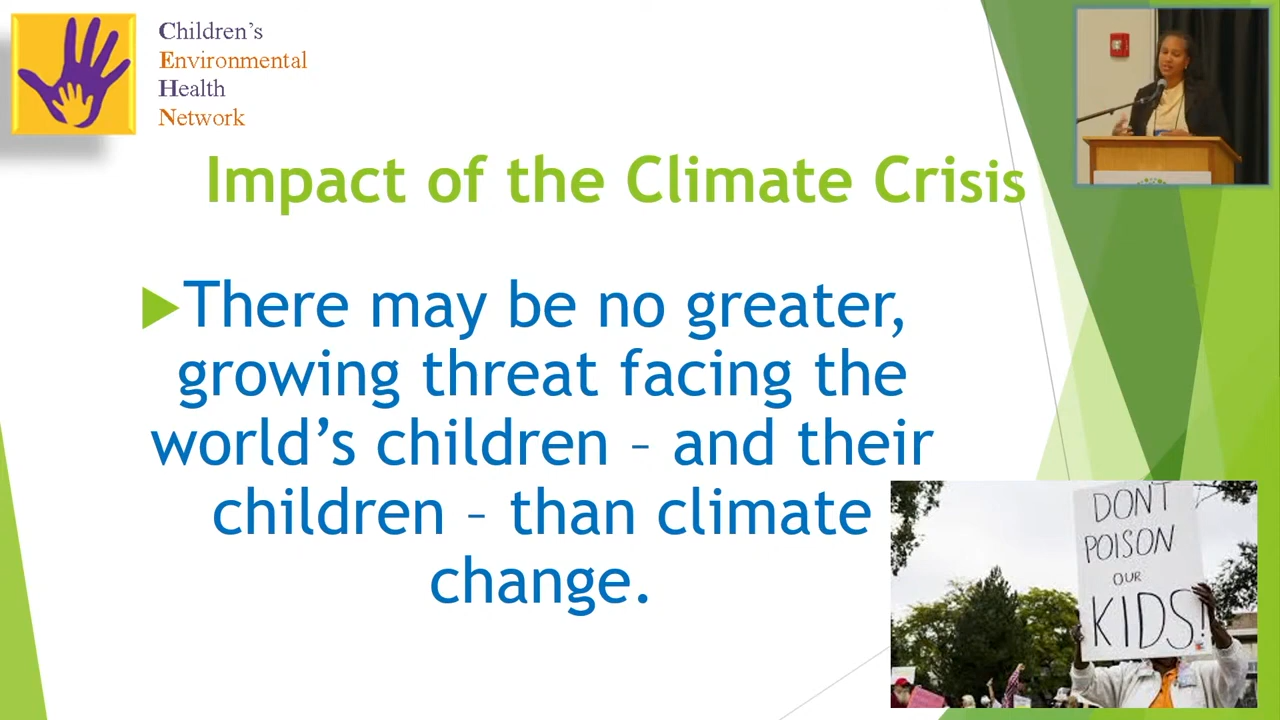 Children's
Environmental
Health
Network
Impact of the Climate Crisis
There may be no greater,
growing threat facing the
world's children – and their
children – than climate
change.
DON'T
POISON
OUR
KIDS!